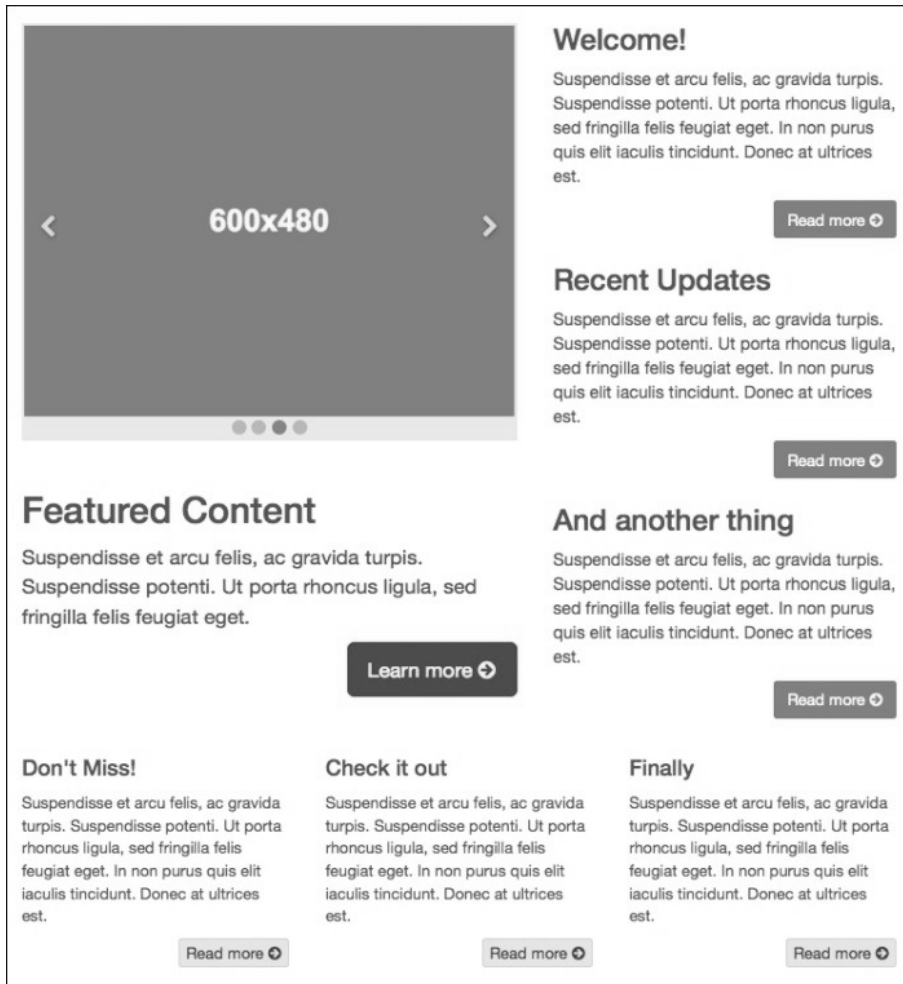 600x480
Featured Content
Suspendisse et arcu felis, ac gravida turpis.
Suspendisse potenti. Ut porta rhoncus ligula, sed
fringilla felis feugiat eget.
Learn more
Welcome!
Suspendisse et arcu felis, ac gravida turpis.
Suspendisse potenti. Ut porta rhoncus ligula,
sed fringilla felis feugiat eget. In non purus
quis elit iaculis tincidunt. Donec at ultrices
est.
Read more
Recent Updates
Suspendisse et arcu felis, ac gravida turpis.
Suspendisse potenti. Ut porta rhoncus ligula,
sed fringilla felis feugiat eget. In non purus
quis elit iaculis tincidunt. Donec at ultrices
est.
Read more
And another thing
Suspendisse et arcu felis, ac gravida turpis.
Suspendisse potenti. Ut porta rhoncus ligula,
sed fringilla felis feugiat eget. In non purus
quis elit iaculis tincidunt. Donec at ultrices
est.
Read more
Don't Miss!
Suspendisse et arcu felis, ac gravida
turpis. Suspendisse potenti. Ut porta
rhoncus ligula, sed fringilla felis
feugiat eget. In non purus quis elit
iaculis tincidunt. Donec at ultrices
est.
Read more
Check it out
Suspendisse et arcu felis, ac gravida
turpis. Suspendisse potenti. Ut porta
rhoncus ligula, sed fringilla felis
feugiat eget. In non purus quis elit
iaculis tincidunt. Donec at ultrices
est.
Read more
Finally
Suspendisse et arcu felis, ac gravida
turpis. Suspendisse potenti. Ut porta
rhoncus ligula, sed fringilla felis
feugiat eget. In non purus quis elit
iaculis tincidunt. Donec at ultrices
est.
Read more